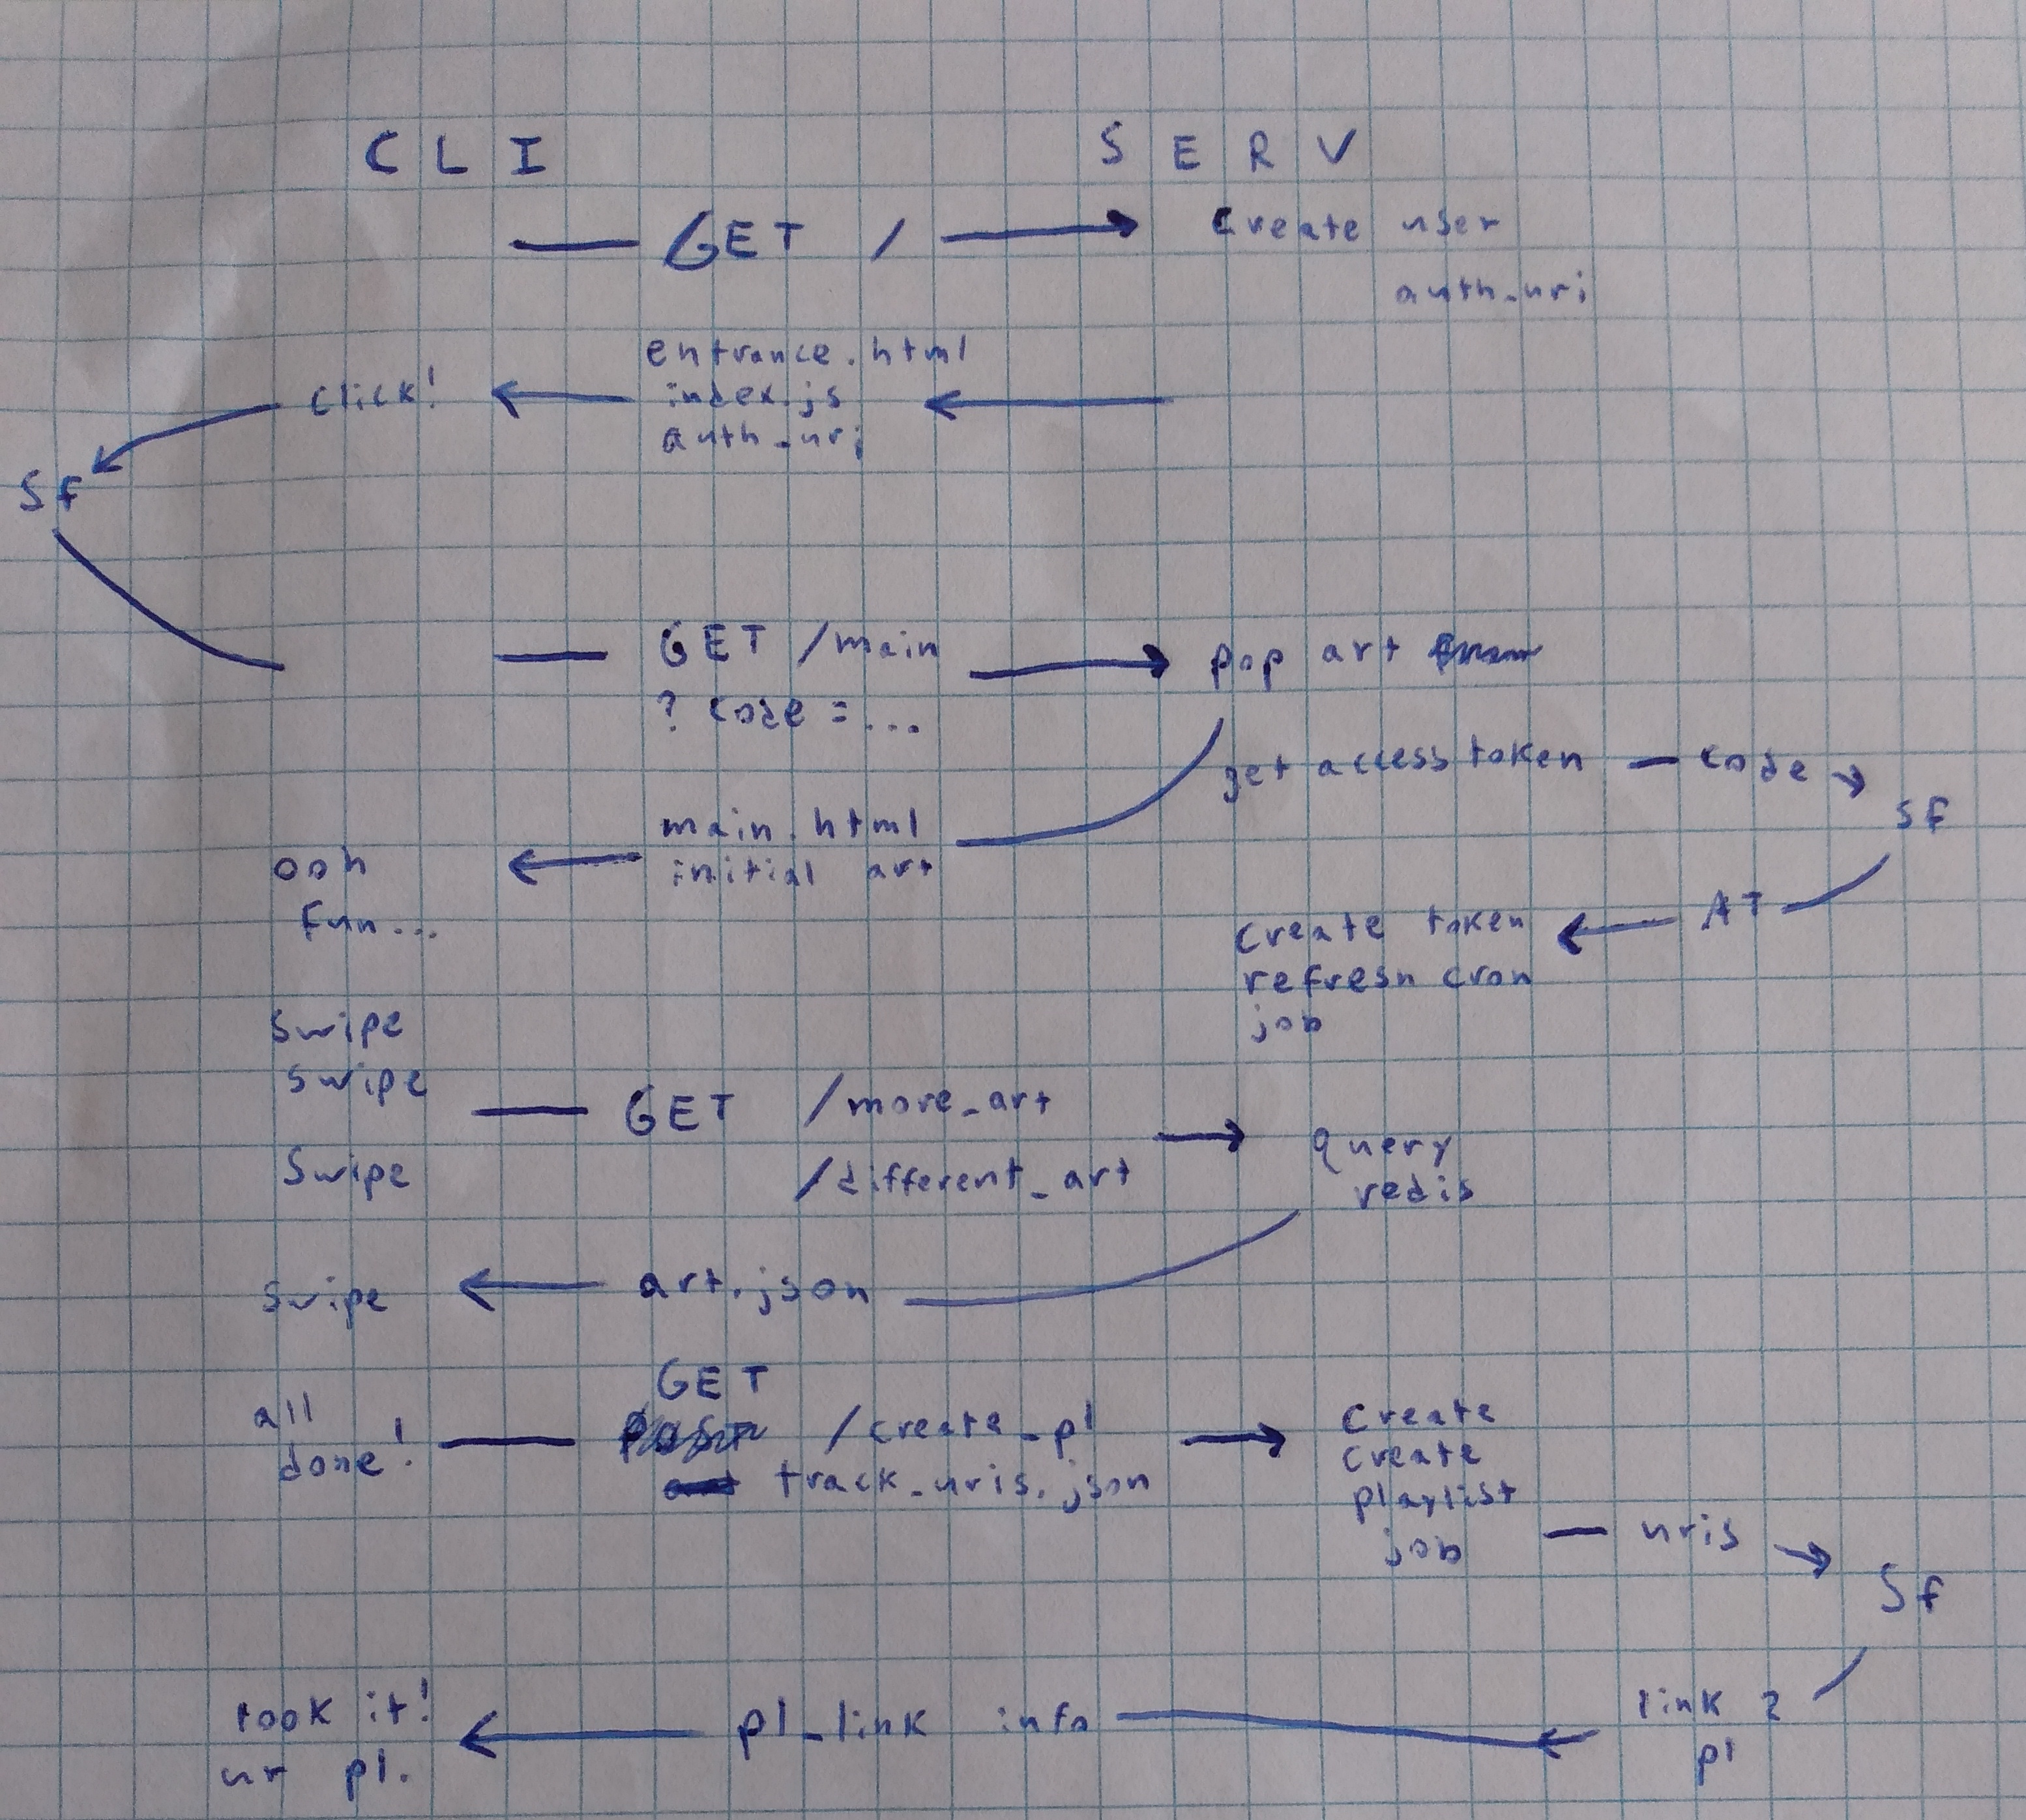 CLI SERV
GET / create user
auth_uri
entrance.html
click! index.js
auth_uri
Sf
GET /main pop art
? code = ...
get access token code
sf
main.html
ooh initial art
fun...
AT
create token
refresh cron
job
swipe
swipe
GET /more_art
query
Swipe /different_art
redis
swipe art.json
GET
all /create_pl create
done! track_uris.json create
playlist
job uris
Sf
look it! pl_link info link 2
ur pl. pl